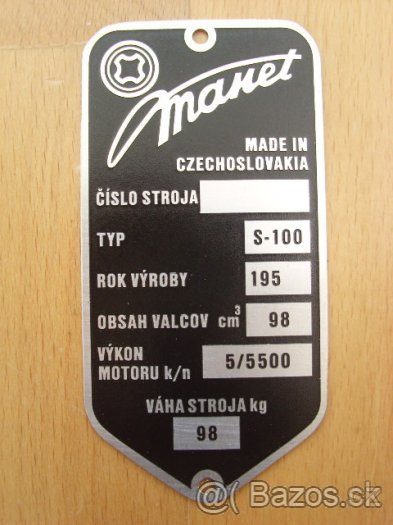 Manet
MADE IN
CZECHOSLOVAKIA
ČÍSLO STROJA
TYP S-100
ROK VÝROBY 195
OBSAH VALCOV cm³ 98
VÝKON
MOTORU k/n 5/5500
VÁHA STROJA kg
98
@Bazos.sk